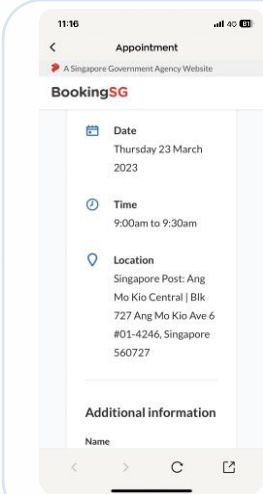 11:16
4G 61
Appointment
A Singapore Government Agency Website
BookingSG
Date
Thursday 23 March
2023
Time
9:00am to 9:30am
Location
Singapore Post: Ang
Mo Kio Central | Blk
727 Ang Mo Kio Ave 6
#01-4246, Singapore
560727
Additional information
Name